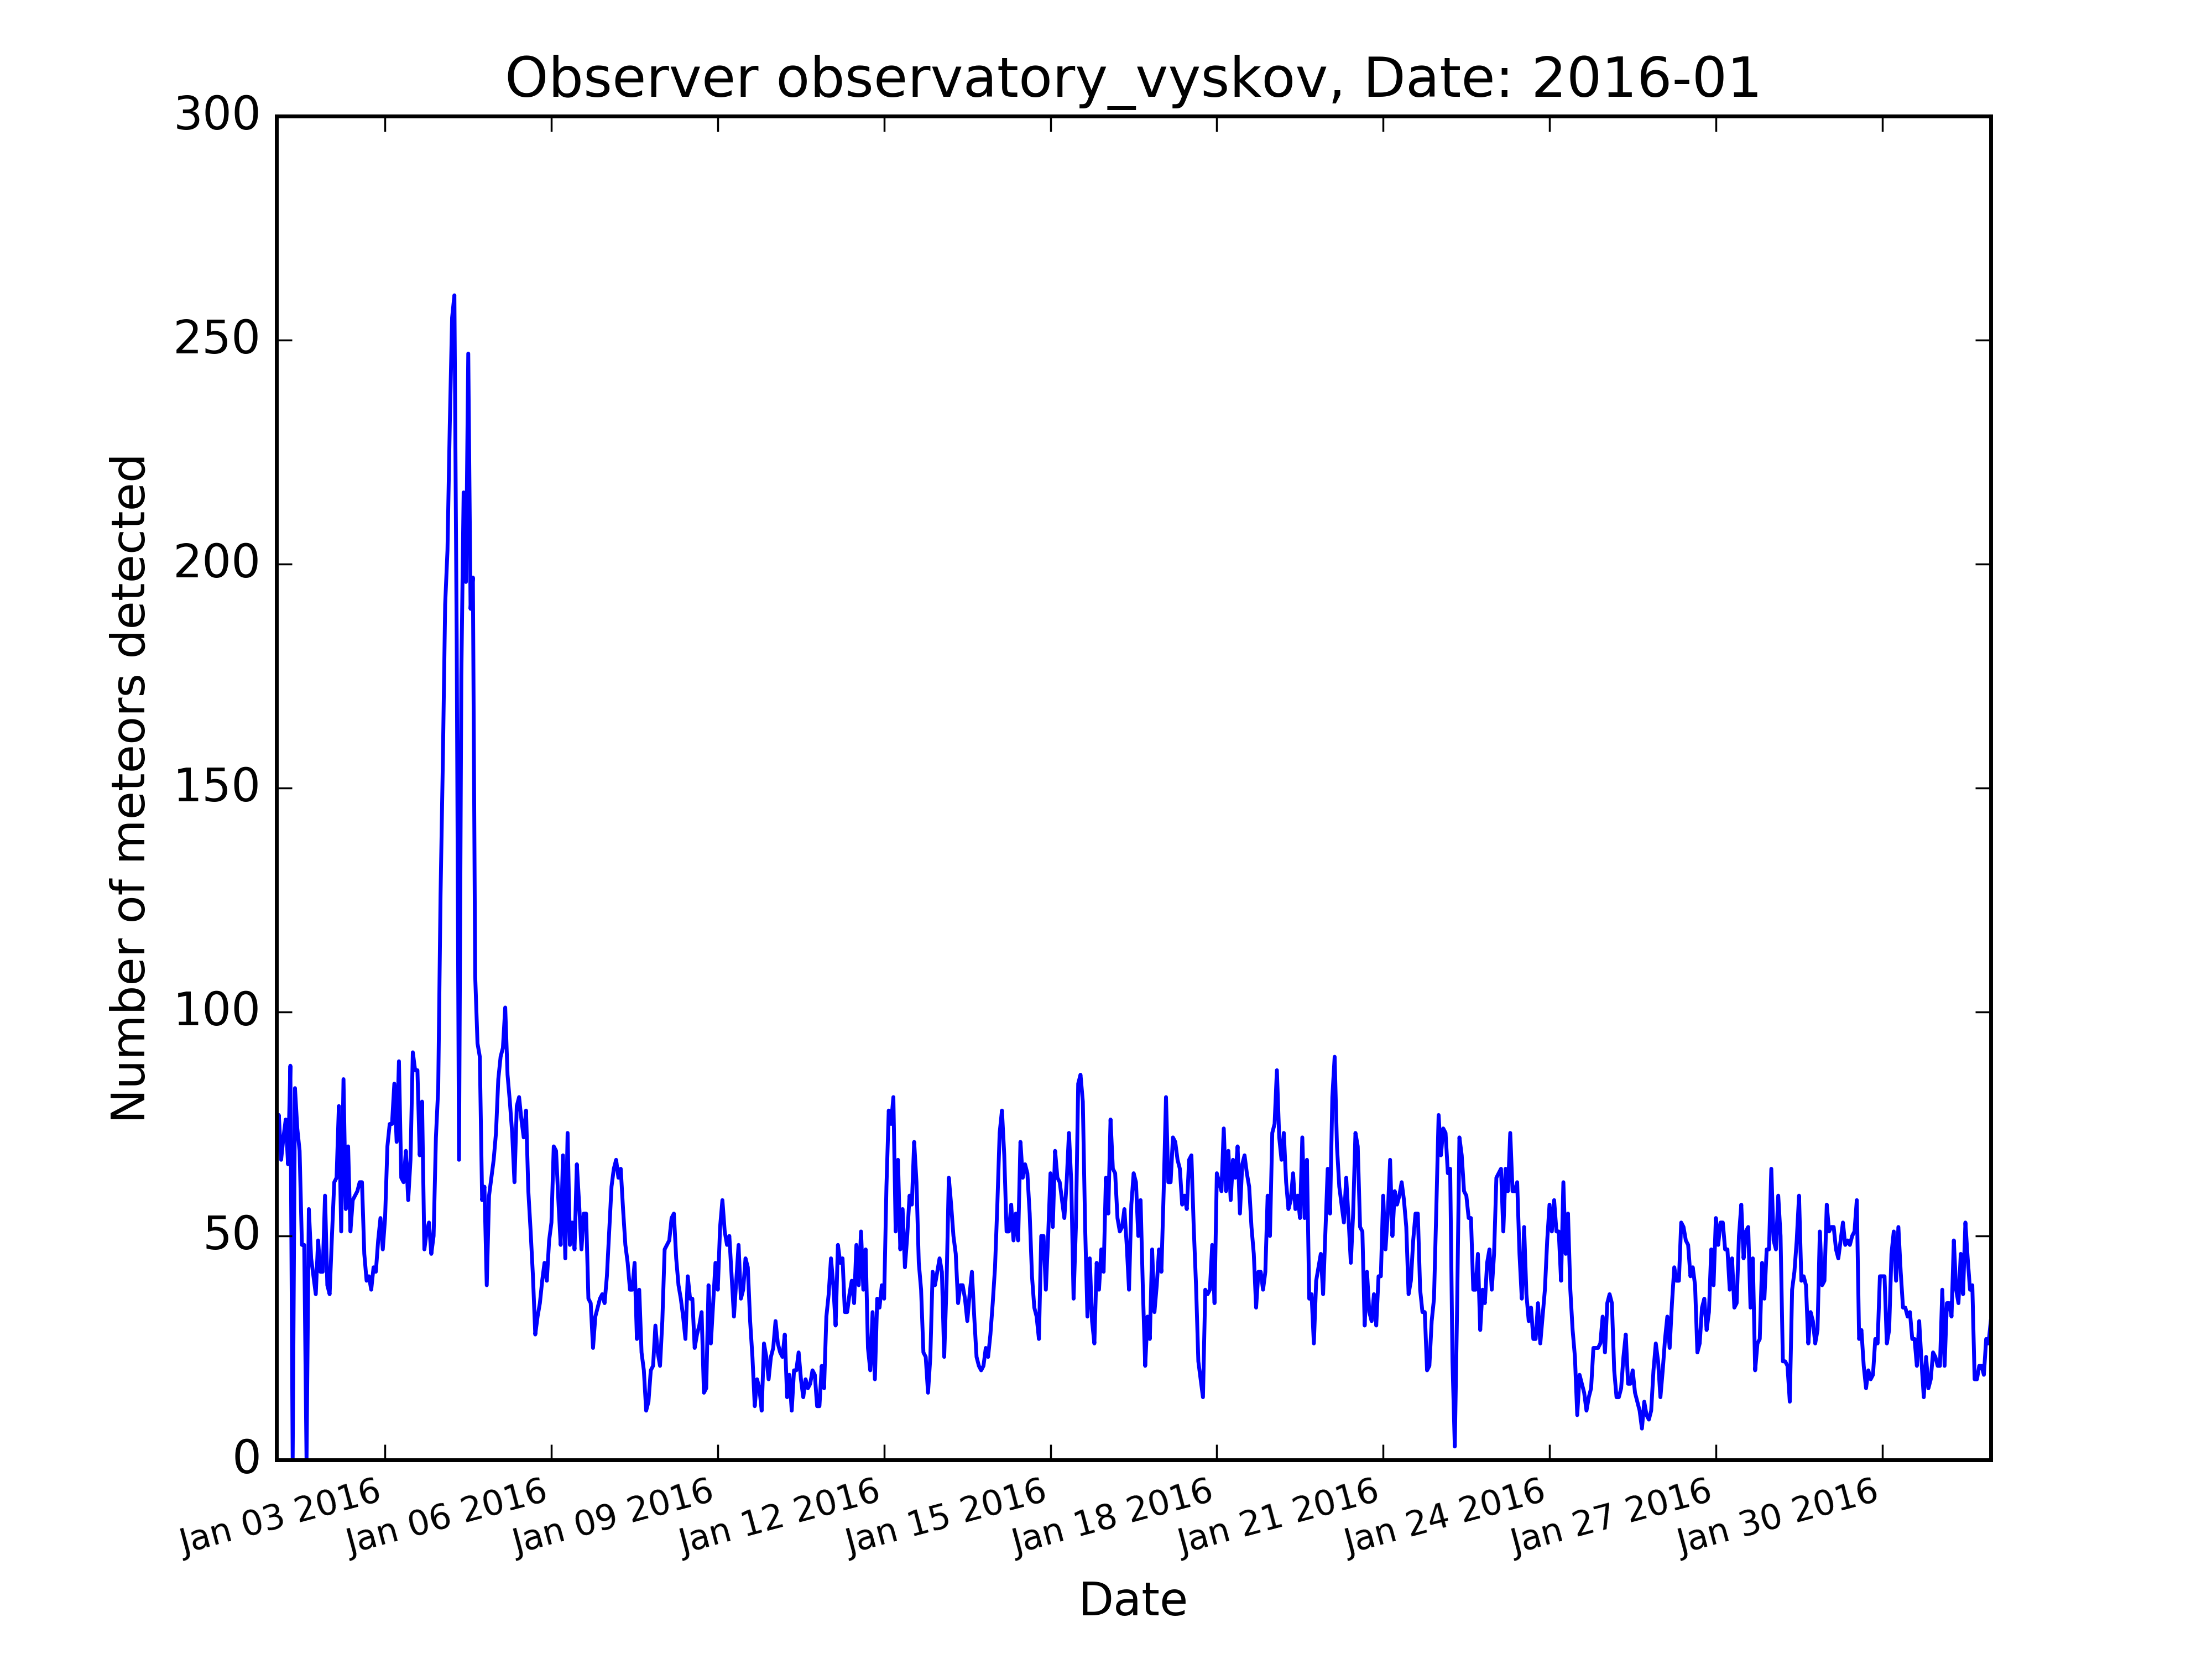 Observer observatory_vyskov, Date: 2016-01
300
250
200
150
100
50
0
Number of meteors detected
Jan 03 2016
Jan 06 2016
Jan 09 2016
Jan 12 2016
Jan 15 2016
Jan 18 2016
Jan 21 2016
Jan 24 2016
Jan 27 2016
Jan 30 2016
Date